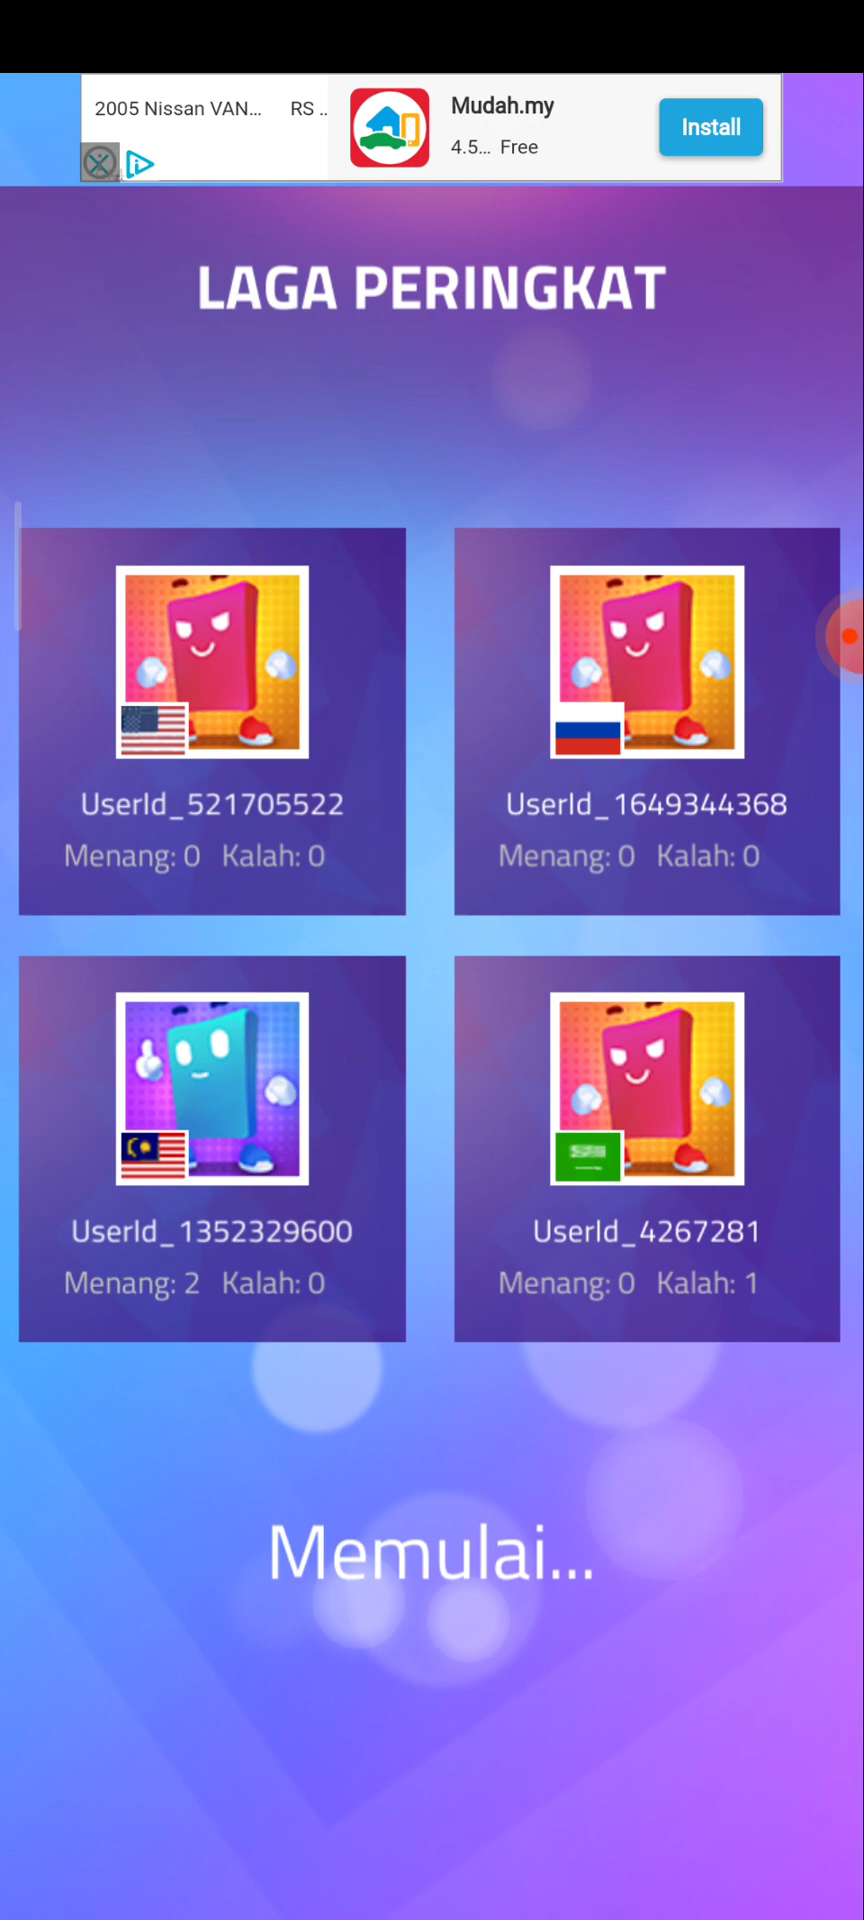 2005 Nissan VAN... RS ..
Mudah.my
4.5... Free
Install
LAGA PERINGKAT
UserId_521705522
Menang: 0 Kalah: 0
UserId_1649344368
Menang: 0 Kalah: 0
UserId_1352329600
Menang: 2 Kalah: 0
UserId_4267281
Menang: 0 Kalah: 1
Memulai...